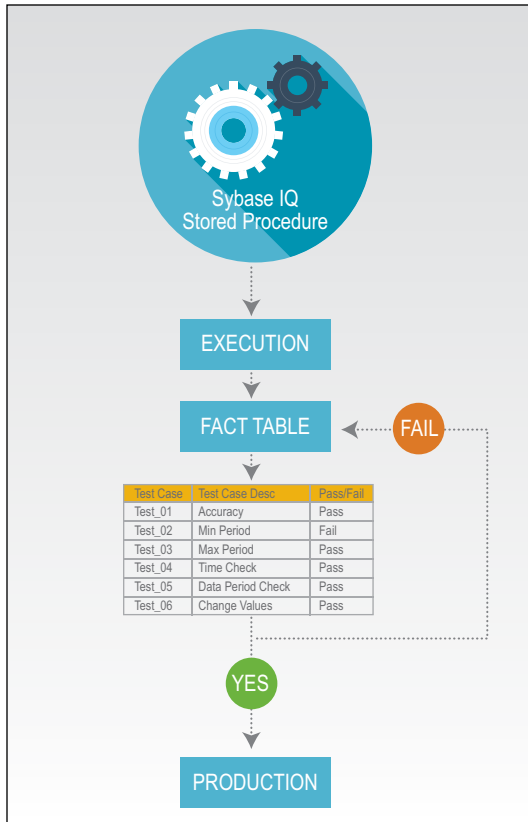 Sybase IQ
Stored Procedure
EXECUTION
FACT TABLE
FAIL
Test Case Test Case Desc Pass/Fail
Test_01 Accuracy Pass
Test_02 Min Period Fail
Test_03 Max Period Pass
Test_04 Time Check Pass
Test_05 Data Period Check Pass
Test_06 Change Values Pass
YES
PRODUCTION